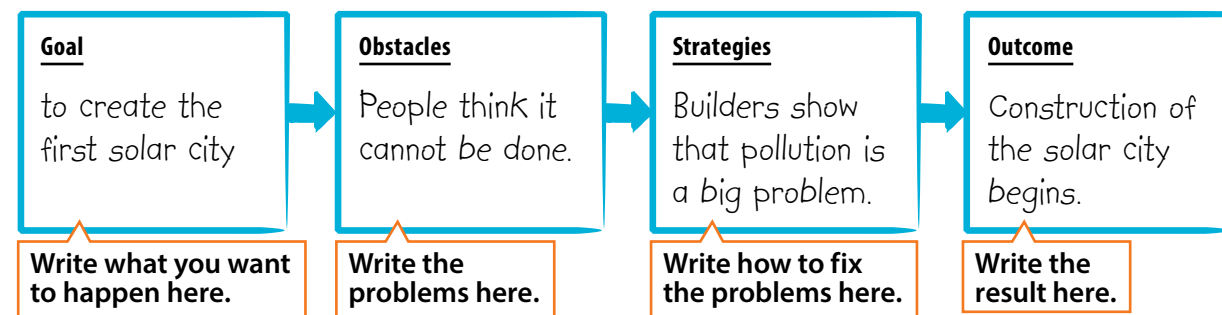 Goal
to create the
first solar city
Obstacles
People think it
cannot be done.
Strategies
Builders show
that pollution is
a big problem.
Outcome
Construction of
the solar city
begins.
Write what you want
to happen here.
Write the
problems here.
Write how to fix
the problems here.
Write the
result here.